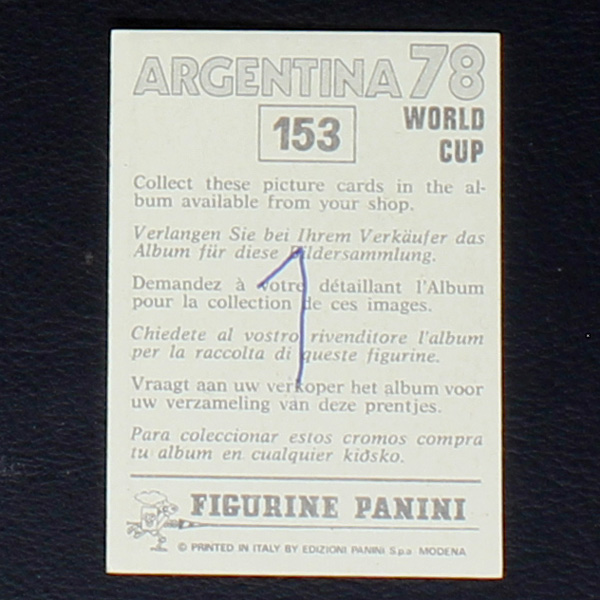 ARGENTINA 78
WORLD
CUP
153
Collect these picture cards in the al-
bum available from your shop.
Verlangen Sie bei Ihrem Verkäufer das
Album für diese Bildersammlung.
Demandez à votre détaillant l'Album
pour la collection de ces images.
Chiedete al vostro rivenditore l'album
per la raccolta di queste figurine.
Vraagt aan uw verkoper het album voor
uw verzameling van deze prentjes.
Para coleccionar estos cromos compra
tu album en cualquier kiosko.
1
FIGURINE PANINI
© PRINTED IN ITALY BY EDIZIONI PANINI S.p.a MODENA